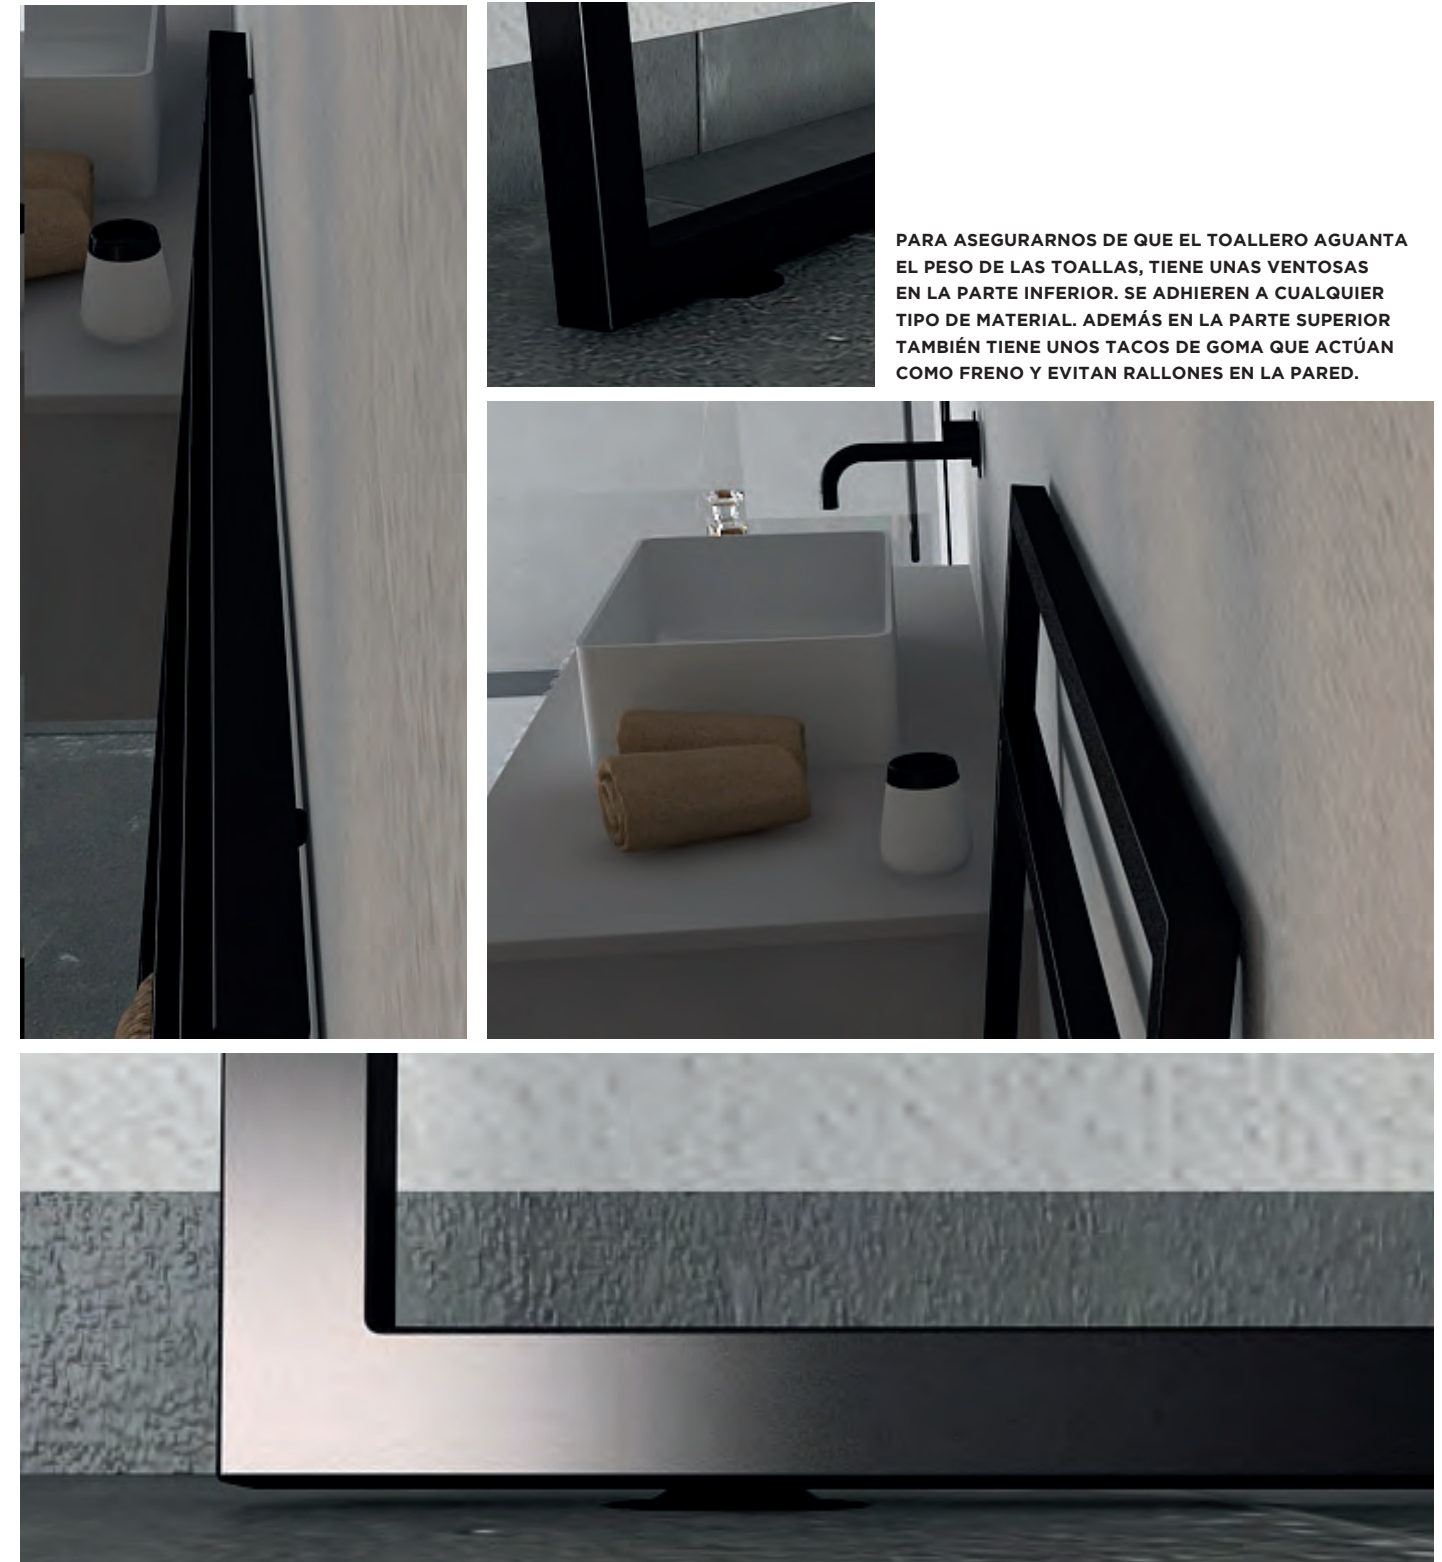 PARA ASEGURARNOS DE QUE EL TOALLERO AGUANTA
EL PESO DE LAS TOALLAS, TIENE UNAS VENTOSAS
EN LA PARTE INFERIOR. SE ADHIEREN A CUALQUIER
TIPO DE MATERIAL. ADEMÁS EN LA PARTE SUPERIOR
TAMBIÉN TIENE UNOS TACOS DE GOMA QUE ACTÚAN
COMO FRENO Y EVITAN RALLONES EN LA PARED.